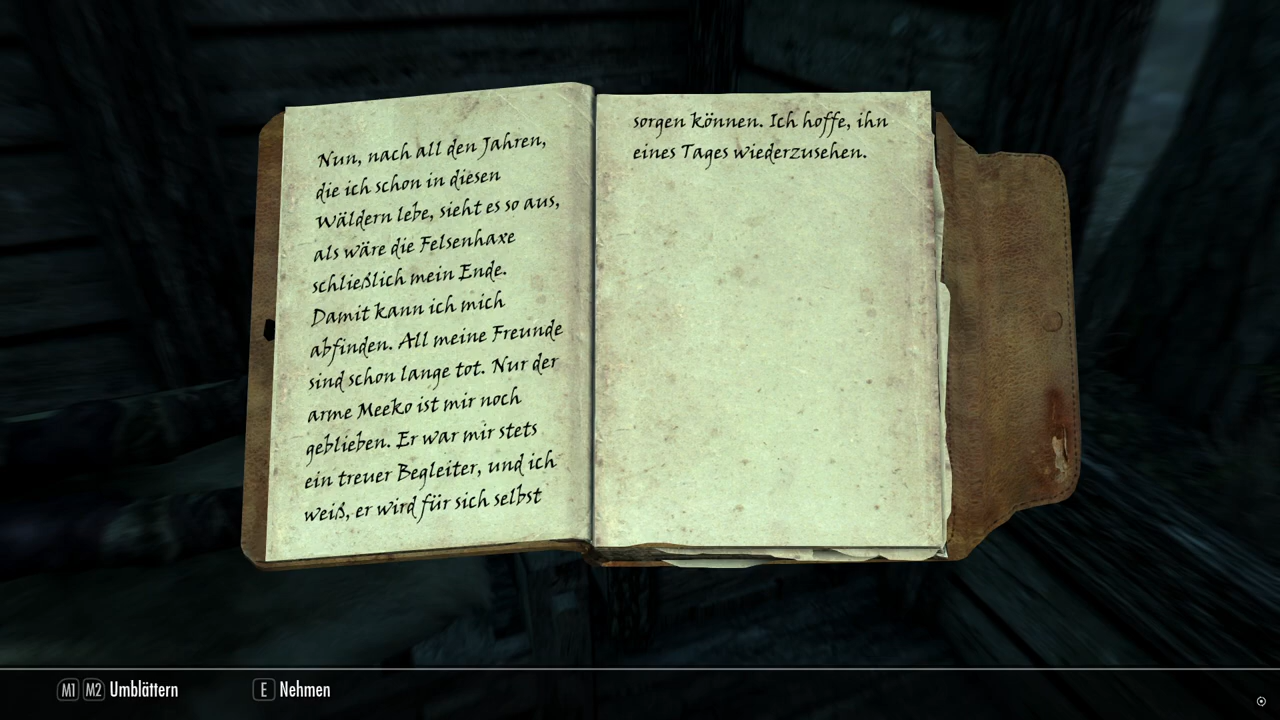 Nun, nach all den Jahren,
die ich schon in diesen
Wäldern lebe, sieht es so aus,
als wäre die Felsenhaxe
schließlich mein Ende.
Damit kann ich mich
abfinden. All meine Freunde
sind schon lange tot. Nur der
arme Meeko ist mir noch
geblieben. Er war mir stets
ein treuer Begleiter, und ich
weiß, er wird für sich selbst
sorgen können. Ich hoffe, ihn
eines Tages wiederzusehen.
M1 M2 Umblättern
E Nehmen